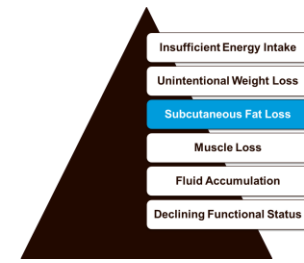 Insufficient Energy Intake
Unintentional Weight Loss
Subcutaneous Fat Loss
Muscle Loss
Fluid Accumulation
Declining Functional Status